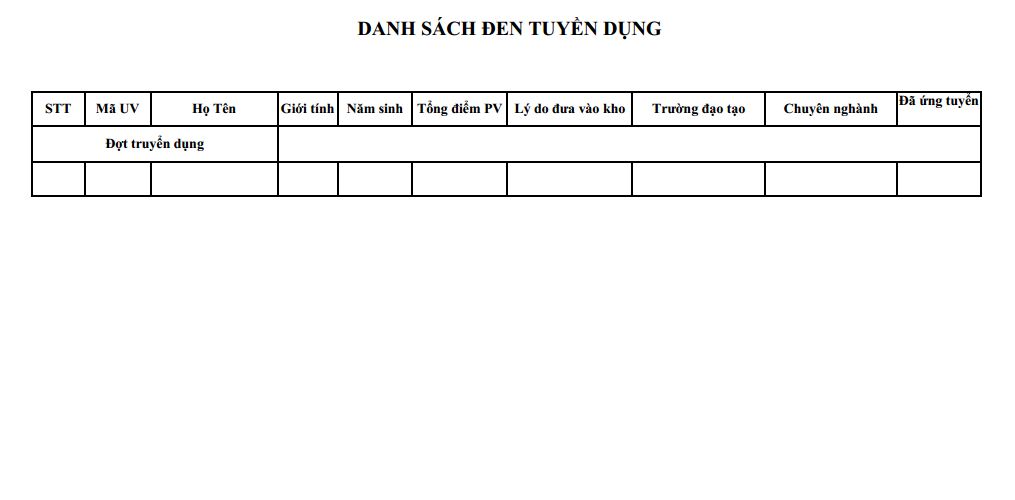 DANH SÁCH ĐEN TUYỂN DỤNG
STT Mã UV Họ Tên Giới tính Năm sinh Tổng điểm PV Lý do đưa vào kho Trường đạo tạo Chuyên nghành Đã ứng tuyển
Đợt truyển dụng